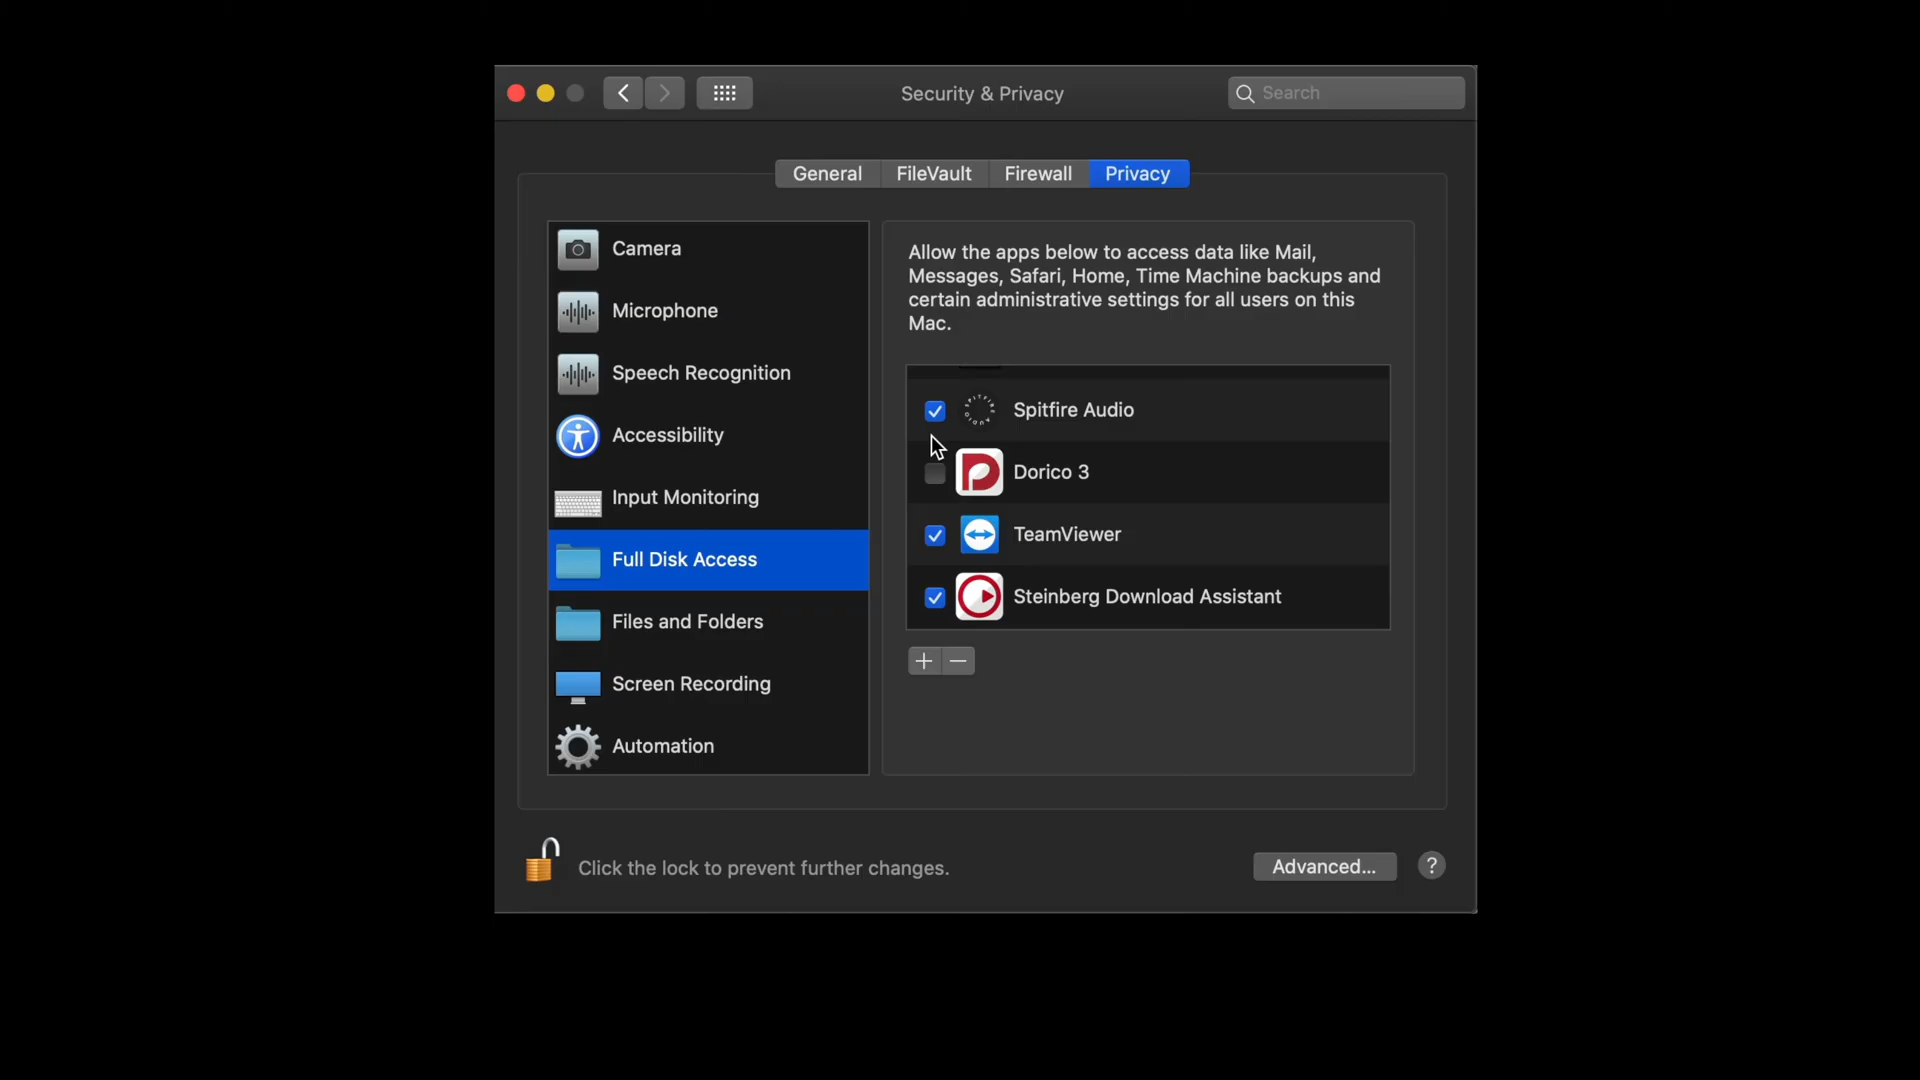 Security & Privacy
Search
General
FileVault
Firewall
Privacy
Camera
Microphone
Speech Recognition
Accessibility
Input Monitoring
Full Disk Access
Files and Folders
Screen Recording
Automation
Allow the apps below to access data like Mail,
Messages, Safari, Home, Time Machine backups and
certain administrative settings for all users on this
Mac.
SPITFIRE AUDIO
Spitfire Audio
Dorico 3
TeamViewer
Steinberg Download Assistant
Click the lock to prevent further changes.
Advanced...
?